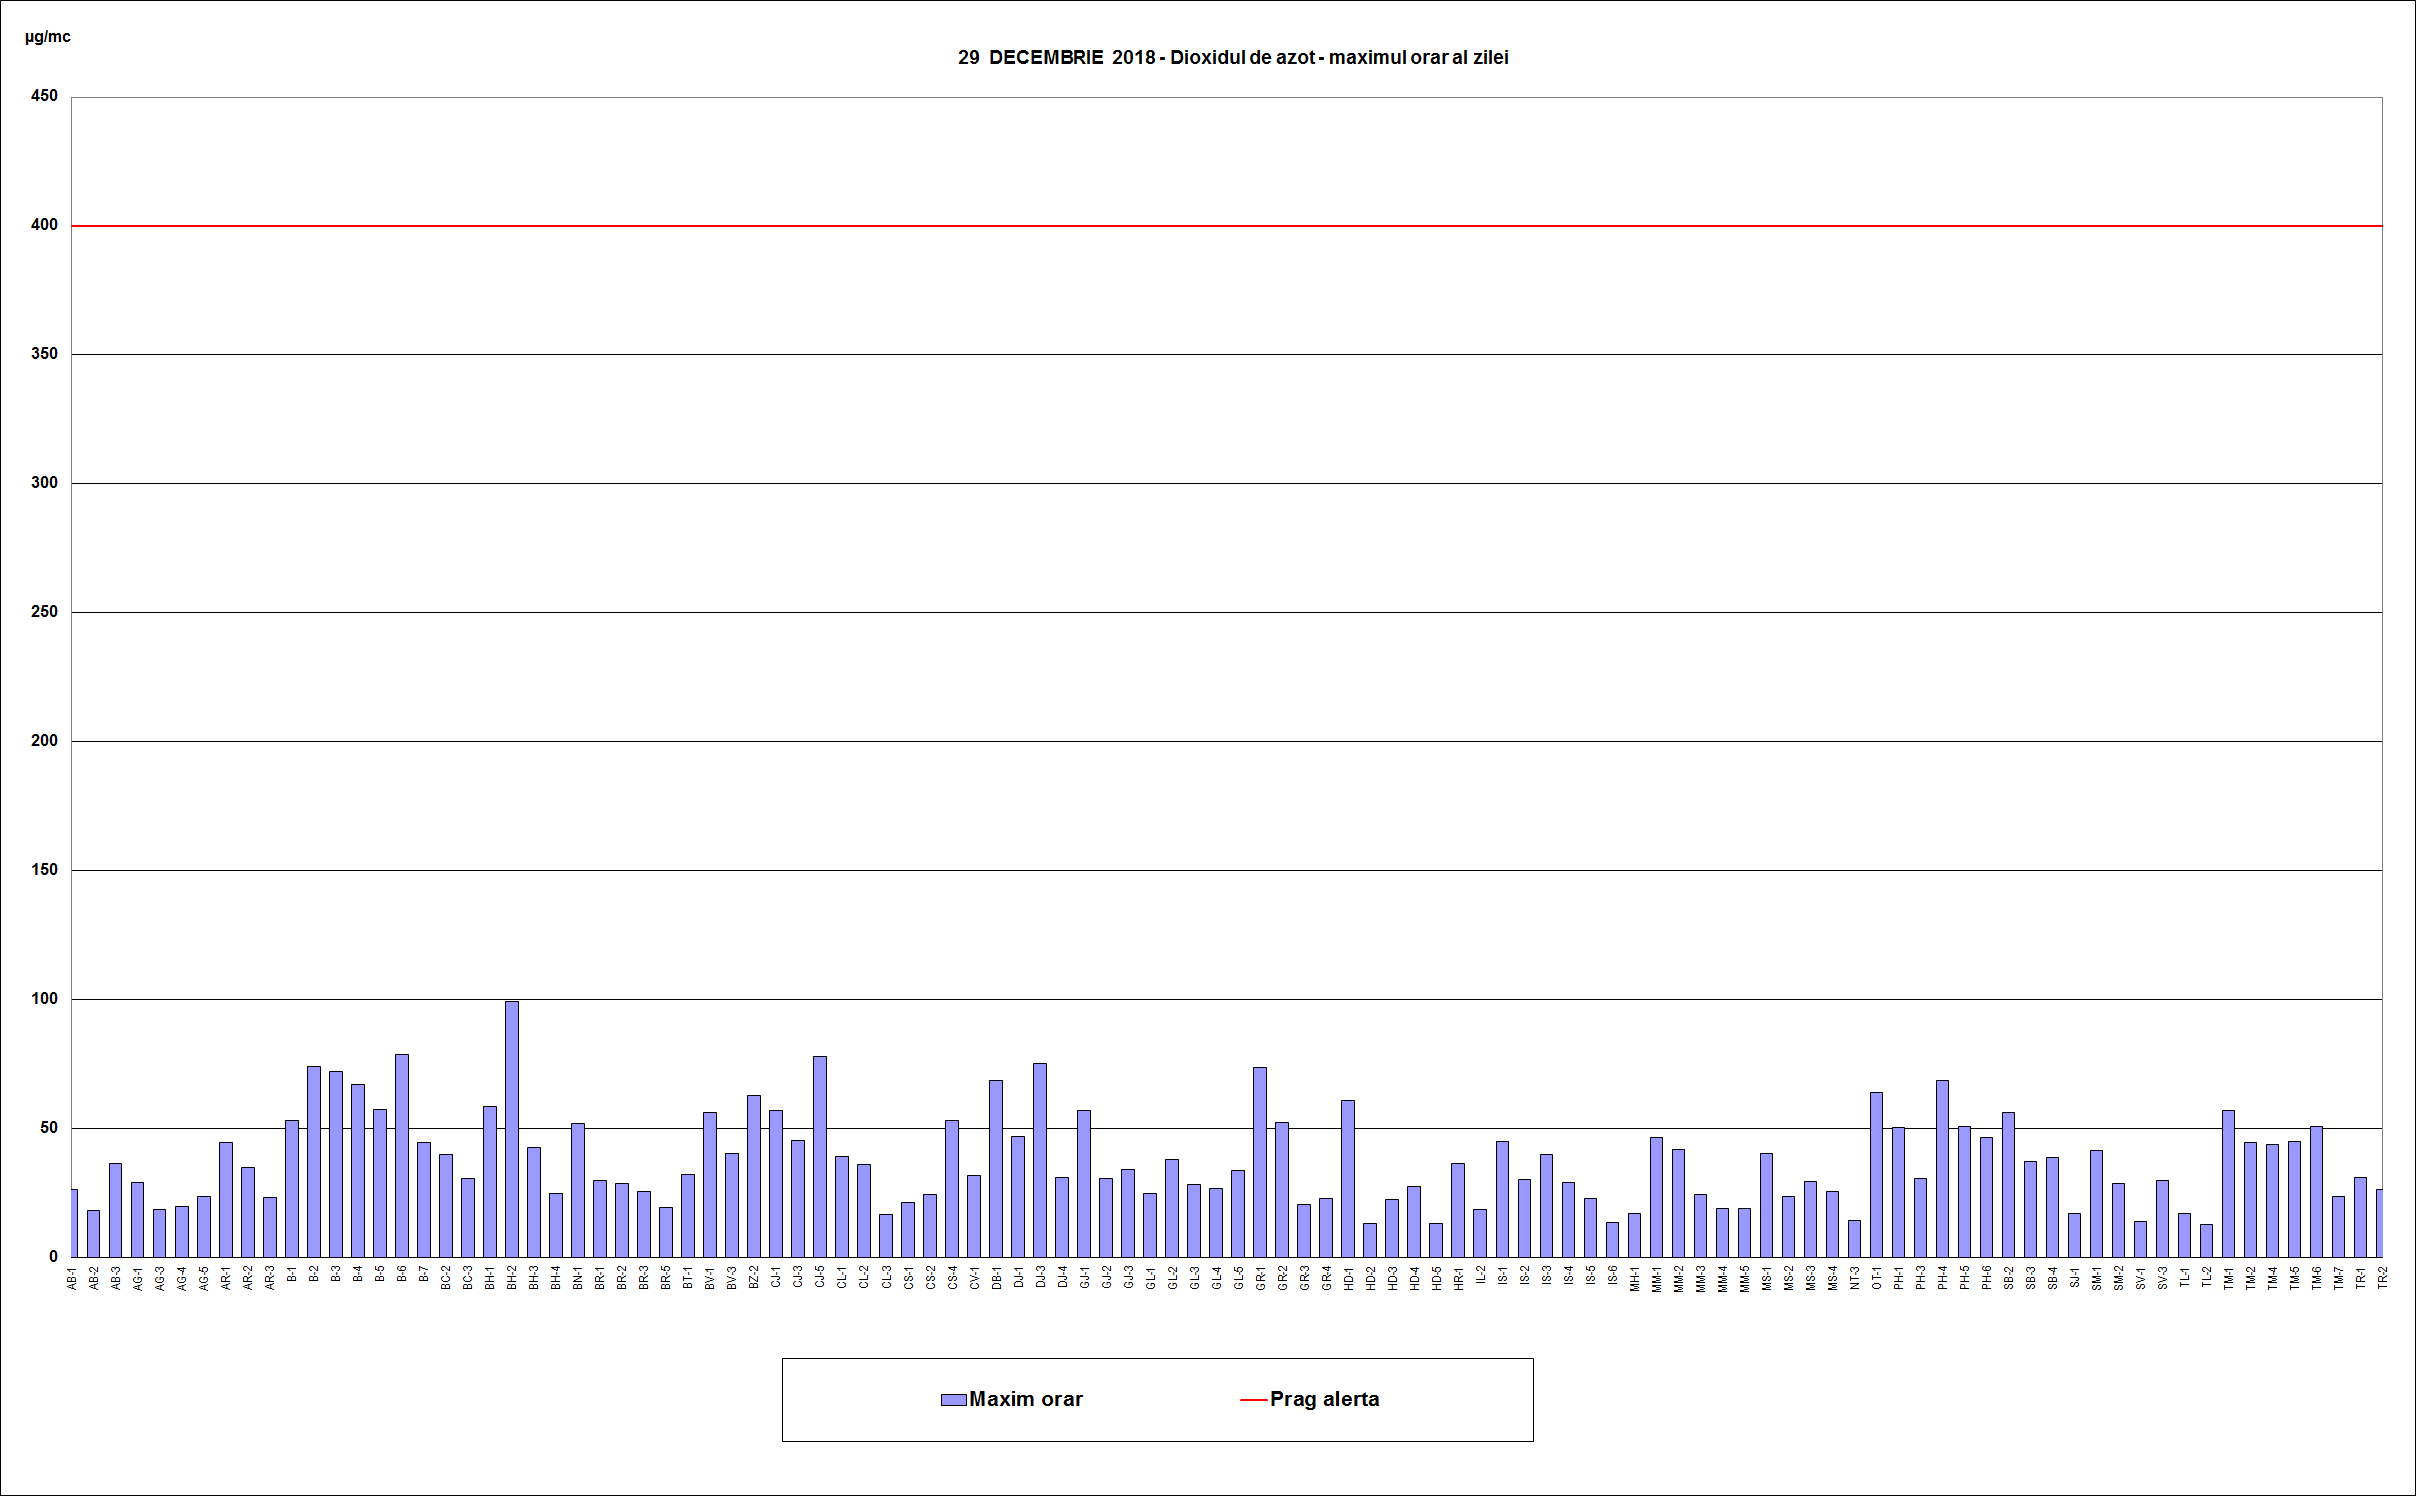 µg/mc
29 DECEMBRIE 2018 - Dioxidul de azot - maximul orar al zilei
450
400
350
300
250
200
150
100
50
0
AB-1 AB-2 AB-3 AG-1 AG-3 AG-4 AG-5 AR-1 AR-2 AR-3 B-1 B-2 B-3 B-4 B-5 B-6 B-7 BC-2 BC-3 BH-1 BH-2 BH-3 BH-4 BN-1 BR-1 BR-2 BR-3 BR-5 BT-1 BV-1 BV-3 BZ-2 CJ-1 CJ-3 CJ-5 CL-1 CL-2 CL-3 CS-1 CS-2 CS-4 CV-1 DB-1 DJ-1 DJ-3 DJ-4 GJ-1 GJ-2 GJ-3 GL-1 GL-2 GL-3 GL-4 GL-5 GR-1 GR-2 GR-3 GR-4 HD-1 HD-2 HD-3 HD-4 HD-5 HR-1 IL-2 IS-1 IS-2 IS-3 IS-4 IS-5 IS-6 MH-1 MM-1 MM-2 MM-3 MM-4 MM-5 MS-1 MS-2 MS-3 MS-4 NT-3 OT-1 PH-1 PH-3 PH-4 PH-5 PH-6 SB-2 SB-3 SB-4 SJ-1 SM-1 SM-2 SV-1 SV-3 TL-1 TL-2 TM-1 TM-2 TM-4 TM-5 TM-6 TM-7 TR-1 TR-2
Maxim orar
Prag alerta